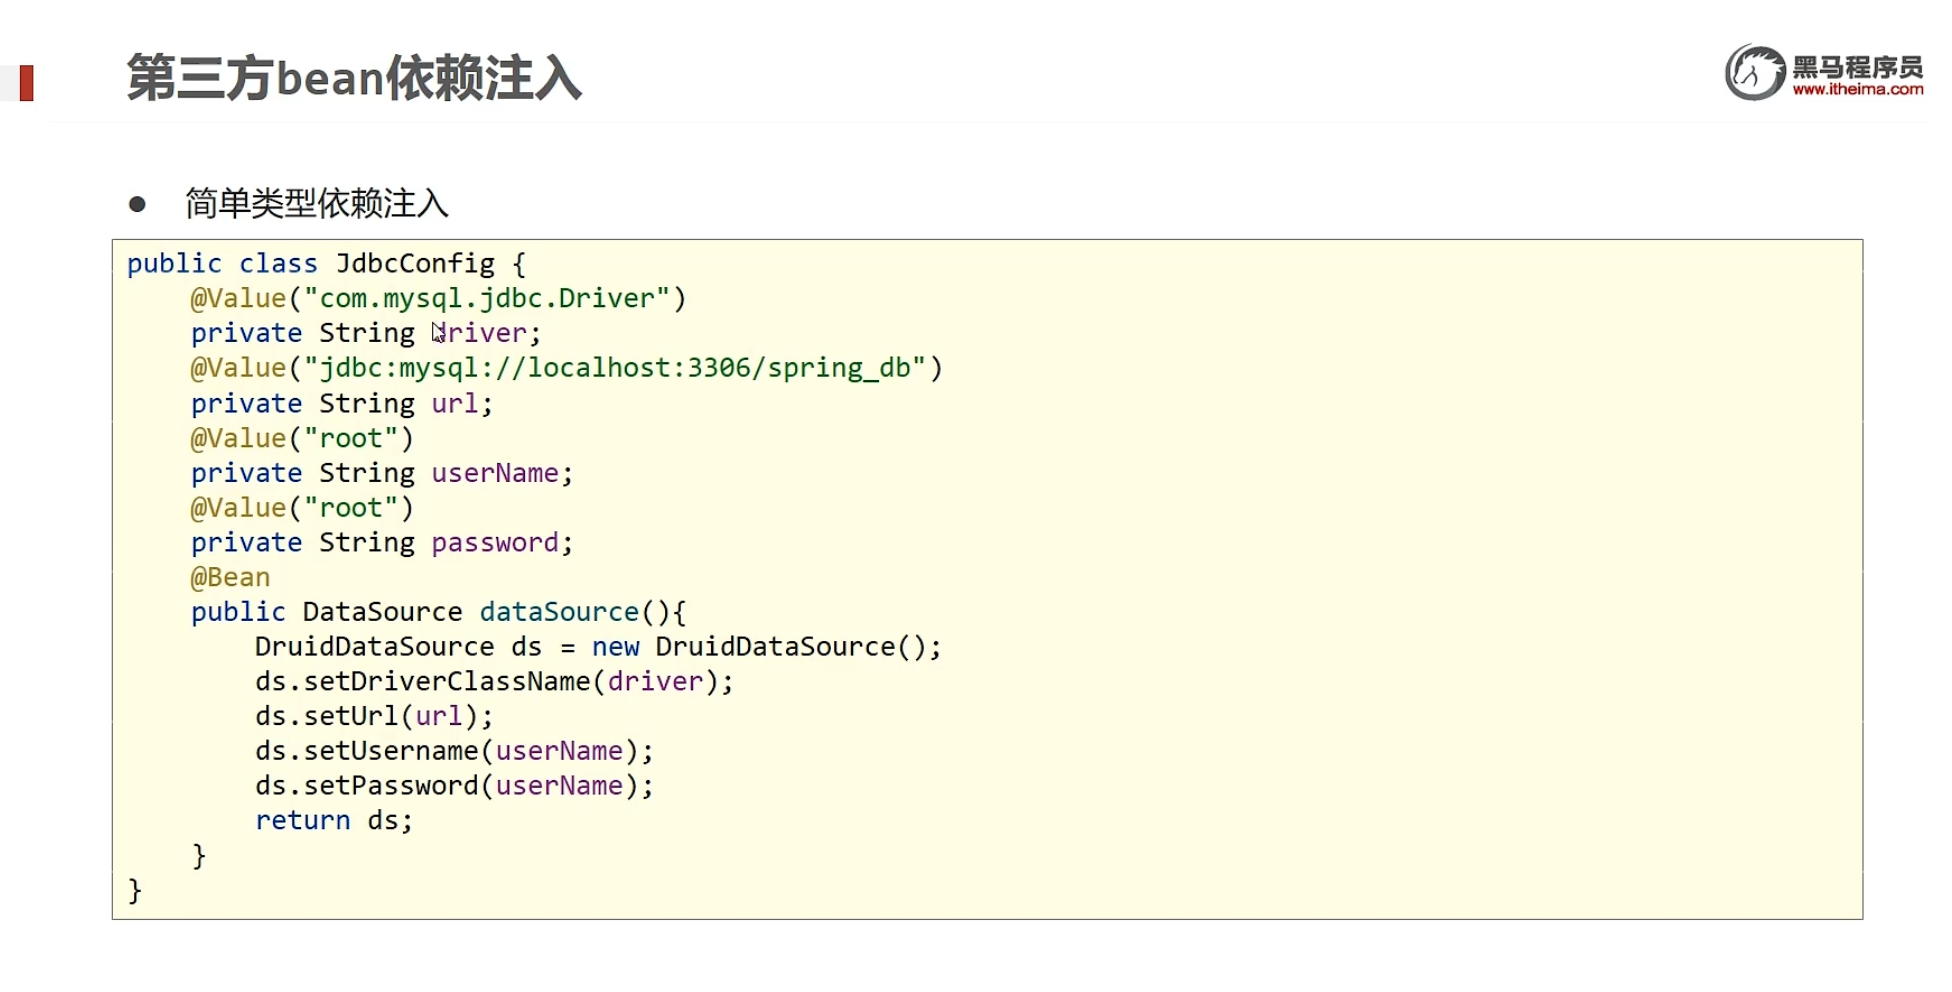 第三方bean依赖注入
黑马程序员
www.itheima.com
● 简单类型依赖注入
public class JdbcConfig {
    @Value("com.mysql.jdbc.Driver")
    private String driver;
    @Value("jdbc:mysql://localhost:3306/spring_db")
    private String url;
    @Value("root")
    private String userName;
    @Value("root")
    private String password;
    @Bean
    public DataSource dataSource(){
        DruidDataSource ds = new DruidDataSource();
        ds.setDriverClassName(driver);
        ds.setUrl(url);
        ds.setUsername(userName);
        ds.setPassword(userName);
        return ds;
    }
}